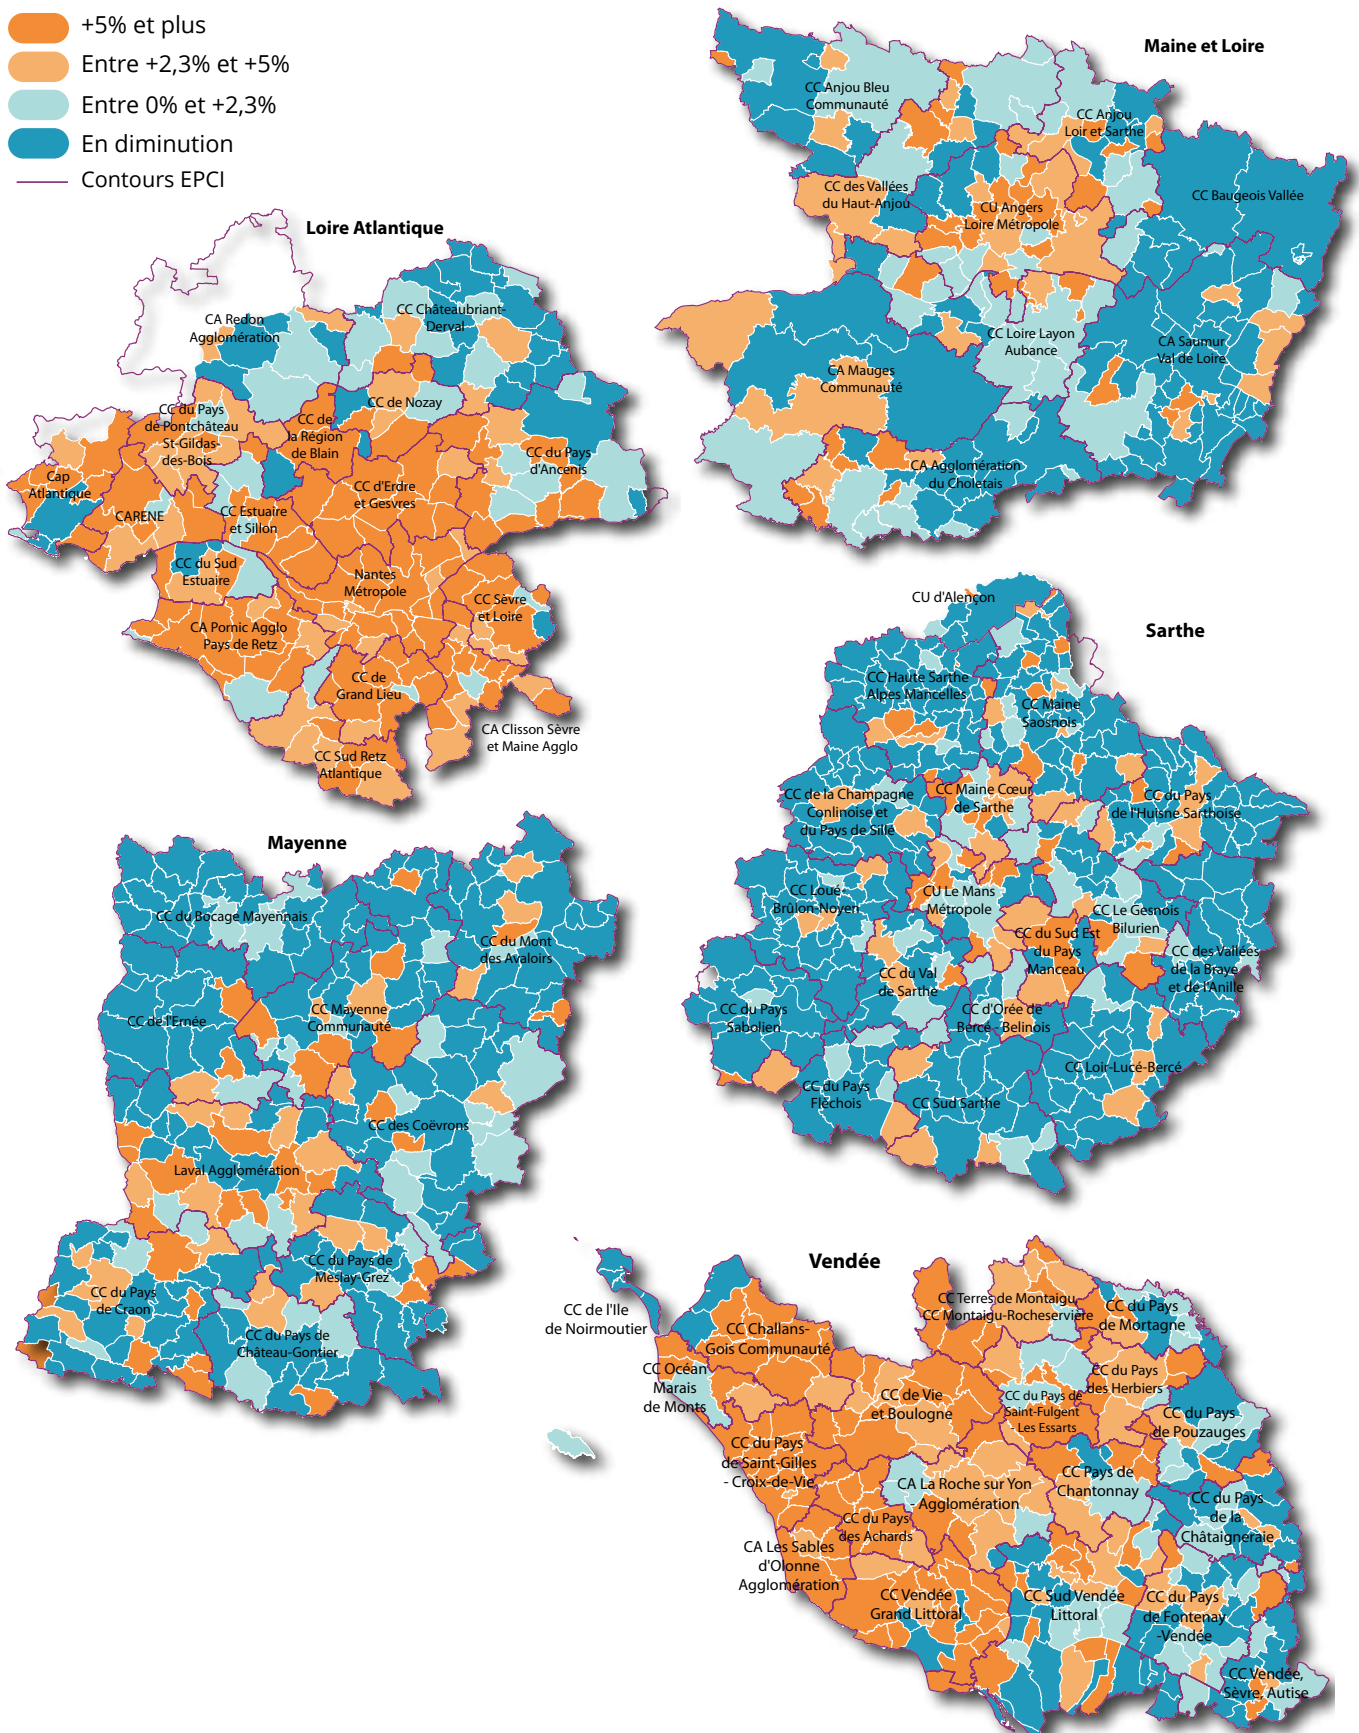 +5% et plus
Entre +2,3% et +5%
Entre 0% et +2,3%
En diminution
Contours EPCI
Maine et Loire
CC Anjou Bleu
Communauté
CC Anjou
Loir et Sarthe
CC des Vallées
du Haut-Anjou
CU Angers
Loire Métropole
CC Baugeois Vallée
CC Loire Layon
Aubance
CA Saumur
Val de Loire
CA Mauges
Communauté
CA Agglomération
du Choletais
Loire Atlantique
CA Redon
Agglomération
CC Châteaubriant-
Derval
CC du Pays
de Pontchâteau
St-Gildas-
des-Bois
CC de
la Région
de Blain
CC de Nozay
CC du Pays
d'Ancenis
Cap
Atlantique
CARENE
CC Estuaire
et Sillon
CC d'Erdre
et Gesvres
CC du Sud
Estuaire
Nantes
Métropole
CC Sèvre
et Loire
CA Pornic Agglo
Pays de Retz
CC de
Grand Lieu
CA Clisson Sèvre
et Maine Agglo
CC Sud Retz
Atlantique
Sarthe
CU d'Alençon
CC Haute Sarthe
Alpes Mancelles
CC Maine
Saosnois
CC de la Champagne
Conlinoise et
du Pays de Sillé
CC Maine Cœur
de Sarthe
CC du Pays
de l'Huisne Sarthoise
CC Loué-
Brûlon-Noyen
CU Le Mans
Métropole
CC Le Gesnois
Bilurien
CC du Sud Est
du Pays
Manceau
CC des Vallées
de la Braye
et de l'Anille
CC du Val
de Sarthe
CC du Pays
Sabolien
CC d'Orée de
Bercé - Belinois
CC Loir-Lucé-Bercé
CC du Pays
Fléchois
CC Sud Sarthe
Mayenne
CC du Bocage Mayennais
CC du Mont
des Avaloirs
CC de l'Ernée
CC Mayenne
Communauté
CC des Coëvrons
Laval Agglomération
CC du Pays de
Meslay-Grez
CC du Pays
de Craon
CC du Pays de
Château-Gontier
Vendée
CC de l'Ile
de Noirmoutier
CC Challans-
Gois Communauté
CC Terres de Montaigu,
CC Montaigu-Rocheservière
CC du Pays
de Mortagne
CC Océan
Marais
de Monts
CC de Vie
et Boulogne
CC du Pays de
Saint-Fulgent
- Les Essarts
CC du Pays
des Herbiers
CC du Pays
de Pouzauges
CC du Pays
de Saint-Gilles
- Croix-de-Vie
CA La Roche sur Yon
- Agglomération
CC Pays de
Chantonnay
CC du Pays
des Achards
CC du Pays
de la
Châtaigneraie
CA Les Sables
d'Olonne
Agglomération
CC Vendée
Grand Littoral
CC Sud Vendée
Littoral
CC du Pays
de Fontenay
-Vendée
CC Vendée,
Sèvre, Autise